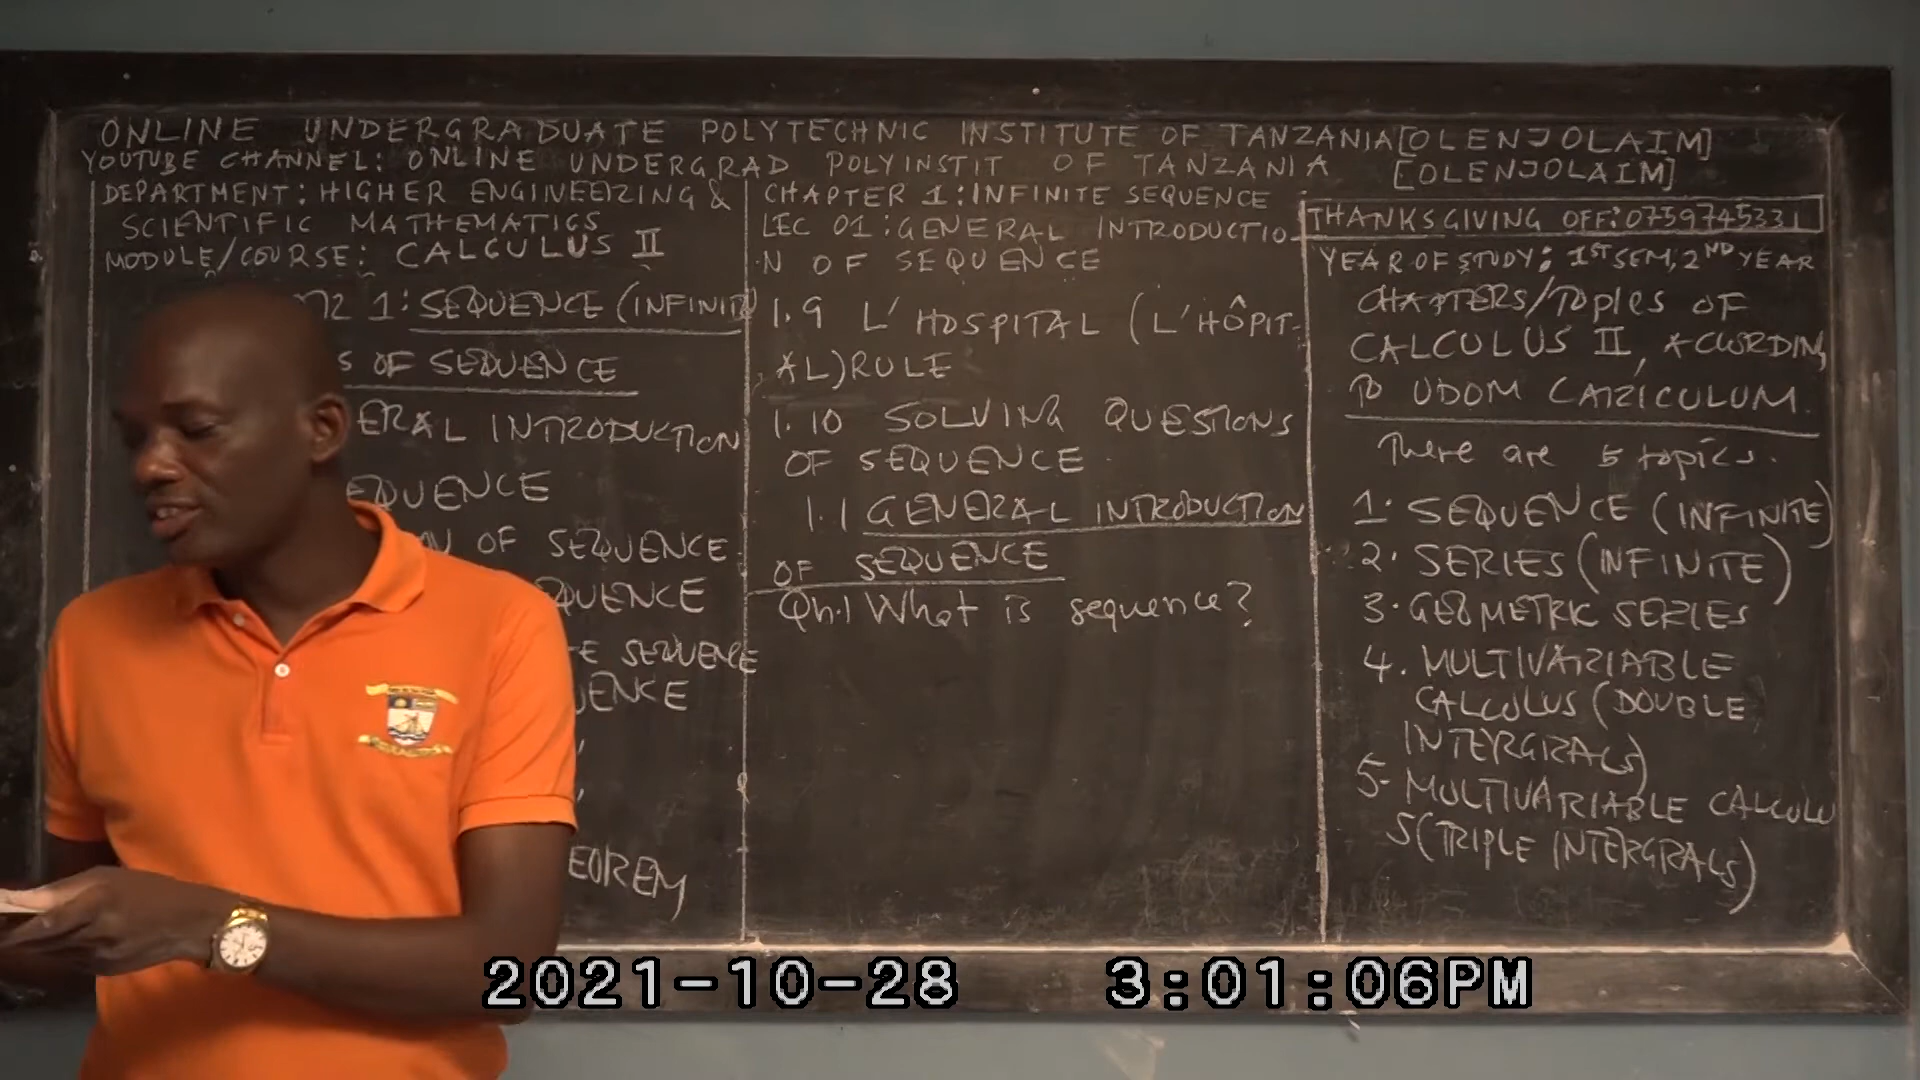 ONLINE UNDERGRADUATE POLYTECHNIC INSTITUTE OF TANZANIA[OLENJOLAIM]
YOUTUBE CHANNEL: ONLINE UNDERGRAD POLYINSTIT OF TANZANIA [OLENJOLAIM]
DEPARTMENT: HIGHER ENGINEERING &
SCIENTIFIC MATHEMATICS
MODULE/COURSE: CALCULUS II
1: SEQUENCE (INFINIT
S OF SEQUENCE
ERAL INTRODUCTION
EQUENCE
N OF SEQUENCE
QUENCE
E SEQUENCE
UENCE
EOREM
CHAPTER 1: INFINITE SEQUENCE
LEC 01: GENERAL INTRODUCTIO
N OF SEQUENCE
1.9 L'HOSPITAL (L'HÔPIT-
AL) RULE
1.10 SOLVING QUESTIONS
OF SEQUENCE
1.1 GENERAL INTRODUCTION
OF SEQUENCE
Qn.1 What is sequence?
THANKSGIVING OFF: 0759745331
YEAR OF STUDY: 1ST SEM, 2ND YEAR
CHAPTERS/TOPICS OF
CALCULUS II, ACCORDING
TO UDOM CARICULUM.
There are 5 topics.
1. SEQUENCE (INFINITE)
2. SERIES (INFINITE)
3. GEOMETRIC SERIES
4. MULTIVARIABLE
CALCULUS (DOUBLE
INTERGRALS)
5- MULTIVARIABLE CALCULU
S (TRIPLE INTERGRALS)
2021-10-28 3:01:06PM